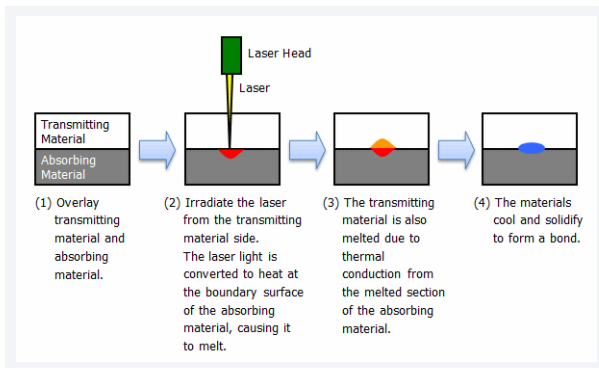 Laser Head
Laser
Transmitting
Material
Absorbing
Material
(1) Overlay
transmitting
material and
absorbing
material.
(2) Irradiate the laser
from the transmitting
material side.
The laser light is
converted to heat at
the boundary surface
of the absorbing
material, causing it
to melt.
(3) The transmitting
material is also
melted due to
thermal
conduction from
the melted section
of the absorbing
material.
(4) The materials
cool and solidify
to form a bond.